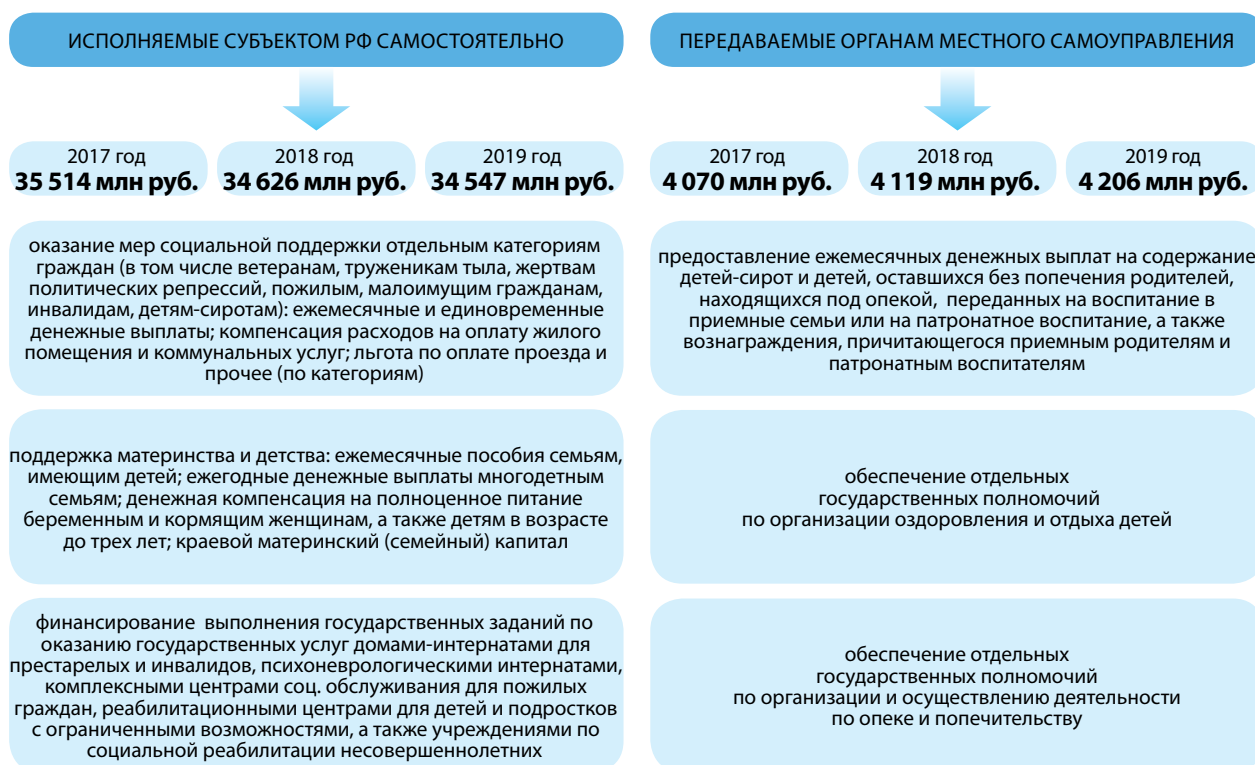 ИСПОЛНЯЕМЫЕ СУБЪЕКТОМ РФ САМОСТОЯТЕЛЬНО
2017 год
35 514 млн руб.
2018 год
34 626 млн руб.
2019 год
34 547 млн руб.
оказание мер социальной поддержки отдельным категориям
граждан (в том числе ветеранам, труженикам тыла, жертвам
политических репрессий, пожилым, малоимущим гражданам,
инвалидам, детям-сиротам): ежемесячные и единовременные
денежные выплаты; компенсация расходов на оплату жилого
помещения и коммунальных услуг; льгота по оплате проезда и
прочее (по категориям)
поддержка материнства и детства: ежемесячные пособия семьям,
имеющим детей; ежегодные денежные выплаты многодетным
семьям; денежная компенсация на полноценное питание
беременным и кормящим женщинам, а также детям в возрасте
до трех лет; краевой материнский (семейный) капитал
финансирование выполнения государственных заданий по
оказанию государственных услуг домами-интернатами для
престарелых и инвалидов, психоневрологическими интернатами,
комплексными центрами соц. обслуживания для пожилых
граждан, реабилитационными центрами для детей и подростков
с ограниченными возможностями, а также учреждениями по
социальной реабилитации несовершеннолетних
ПЕРЕДАВАЕМЫЕ ОРГАНАМ МЕСТНОГО САМОУПРАВЛЕНИЯ
2017 год
4 070 млн руб.
2018 год
4 119 млн руб.
2019 год
4 206 млн руб.
предоставление ежемесячных денежных выплат на содержание
детей-сирот и детей, оставшихся без попечения родителей,
находящихся под опекой, переданных на воспитание в
приемные семьи или на патронатное воспитание, а также
вознаграждения, причитающегося приемным родителям и
патронатным воспитателям
обеспечение отдельных
государственных полномочий
по организации оздоровления и отдыха детей
обеспечение отдельных
государственных полномочий
по организации и осуществлению деятельности
по опеке и попечительству